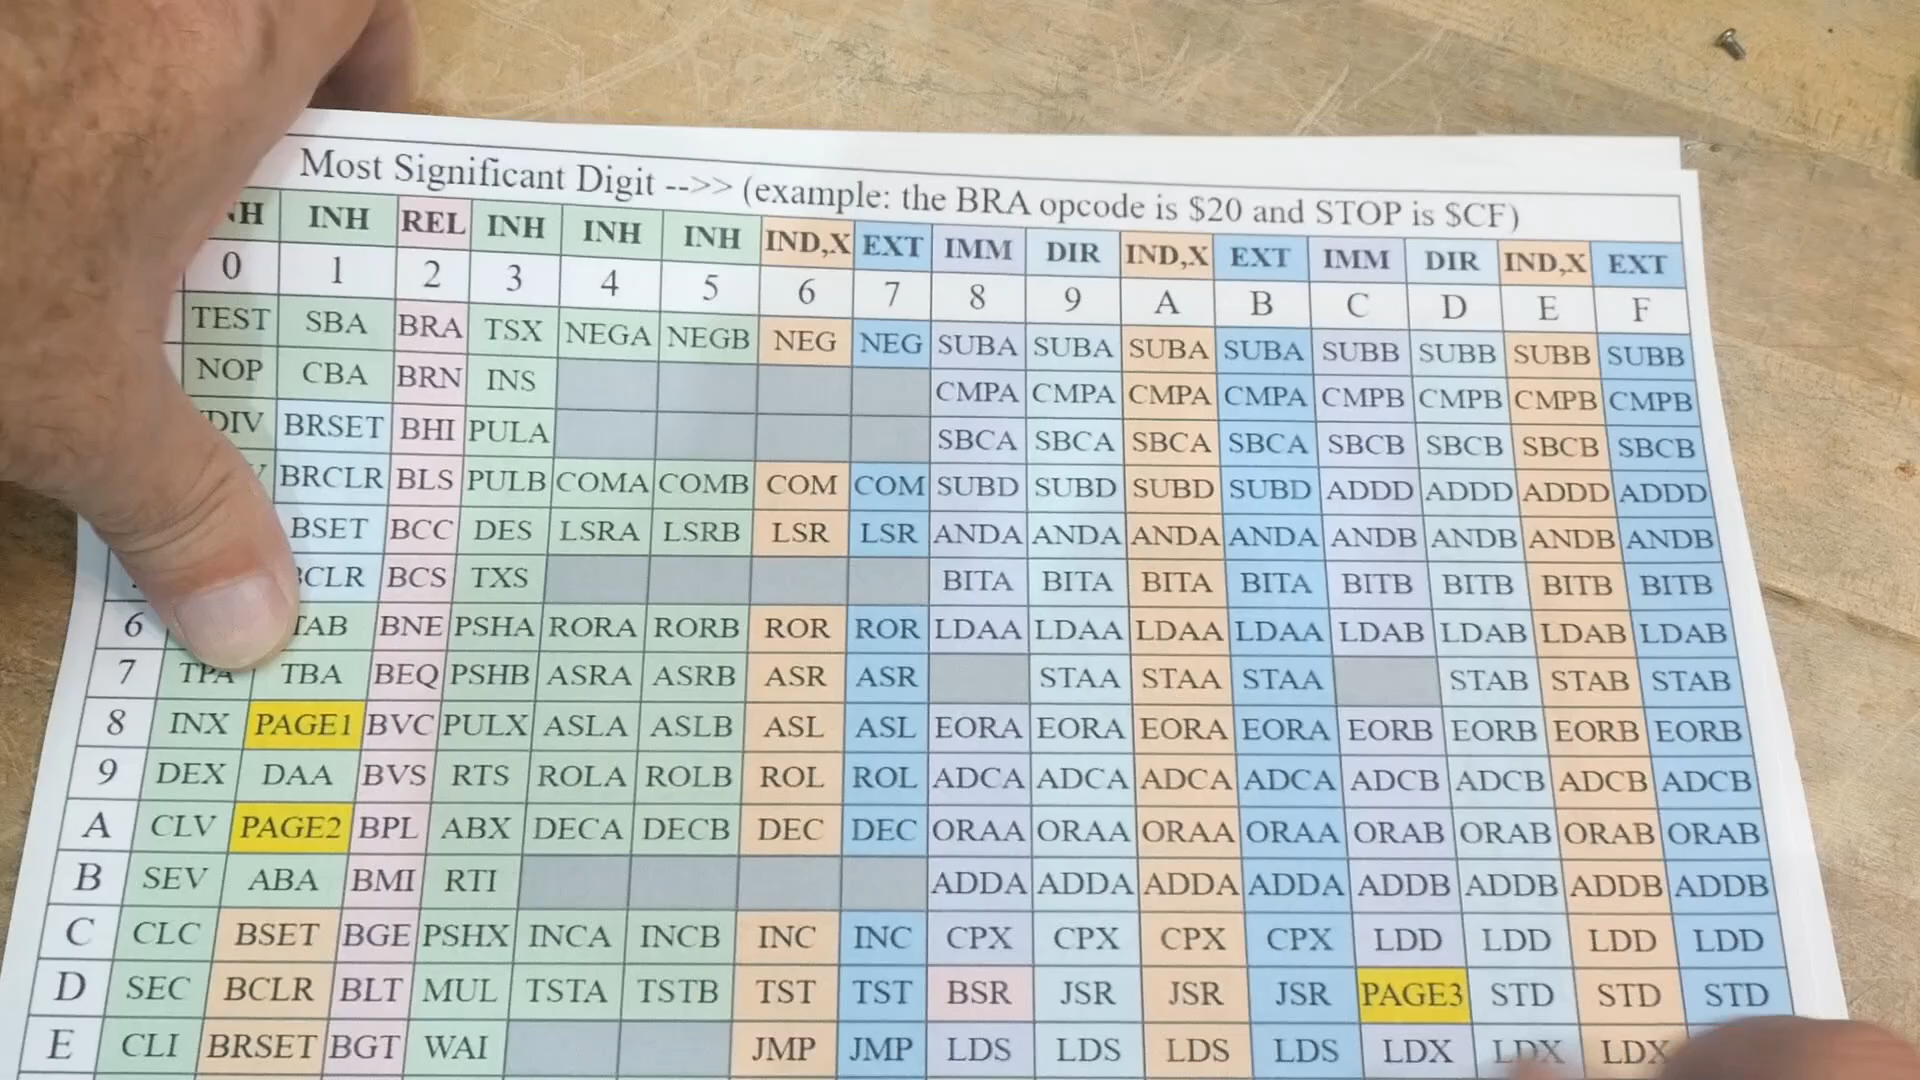 Most Significant Digit -->> (example: the BRA opcode is $20 and STOP is $CF)
INH REL INH INH INH IND,X EXT IMM DIR IND,X EXT IMM DIR IND,X EXT
0 1 2 3 4 5 6 7 8 9 A B C D E F
TEST SBA BRA TSX NEGA NEGB NEG NEG SUBA SUBA SUBA SUBA SUBB SUBB SUBB SUBB
NOP CBA BRN INS CMPA CMPA CMPA CMPA CMPB CMPB CMPB CMPB
BRSET BHI PULA SBCA SBCA SBCA SBCA SBCB SBCB SBCB SBCB
BRCLR BLS PULB COMA COMB COM COM SUBD SUBD SUBD SUBD ADDD ADDD ADDD ADDD
BSET BCC DES LSRA LSRB LSR LSR ANDA ANDA ANDA ANDA ANDB ANDB ANDB ANDB
BCS TXS BITA BITA BITA BITA BITB BITB BITB BITB
6 TAB BNE PSHA RORA RORB ROR ROR LDAA LDAA LDAA LDAA LDAB LDAB LDAB LDAB
7 TPA TBA BEQ PSHB ASRA ASRB ASR ASR STAA STAA STAA STAB STAB STAB
8 INX PAGE1 BVC PULX ASLA ASLB ASL ASL EORA EORA EORA EORA EORB EORB EORB EORB
9 DEX DAA BVS RTS ROLA ROLB ROL ROL ADCA ADCA ADCA ADCA ADCB ADCB ADCB ADCB
A CLV PAGE2 BPL ABX DECA DECB DEC DEC ORAA ORAA ORAA ORAA ORAB ORAB ORAB ORAB
B SEV ABA BMI RTI ADDA ADDA ADDA ADDA ADDB ADDB ADDB ADDB
C CLC BSET BGE PSHX INCA INCB INC INC CPX CPX CPX CPX LDD LDD LDD LDD
D SEC BCLR BLT MUL TSTA TSTB TST TST BSR JSR JSR JSR PAGE3 STD STD STD
E CLI BRSET BGT WAI JMP JMP LDS LDS LDS LDS LDX LDX LDX